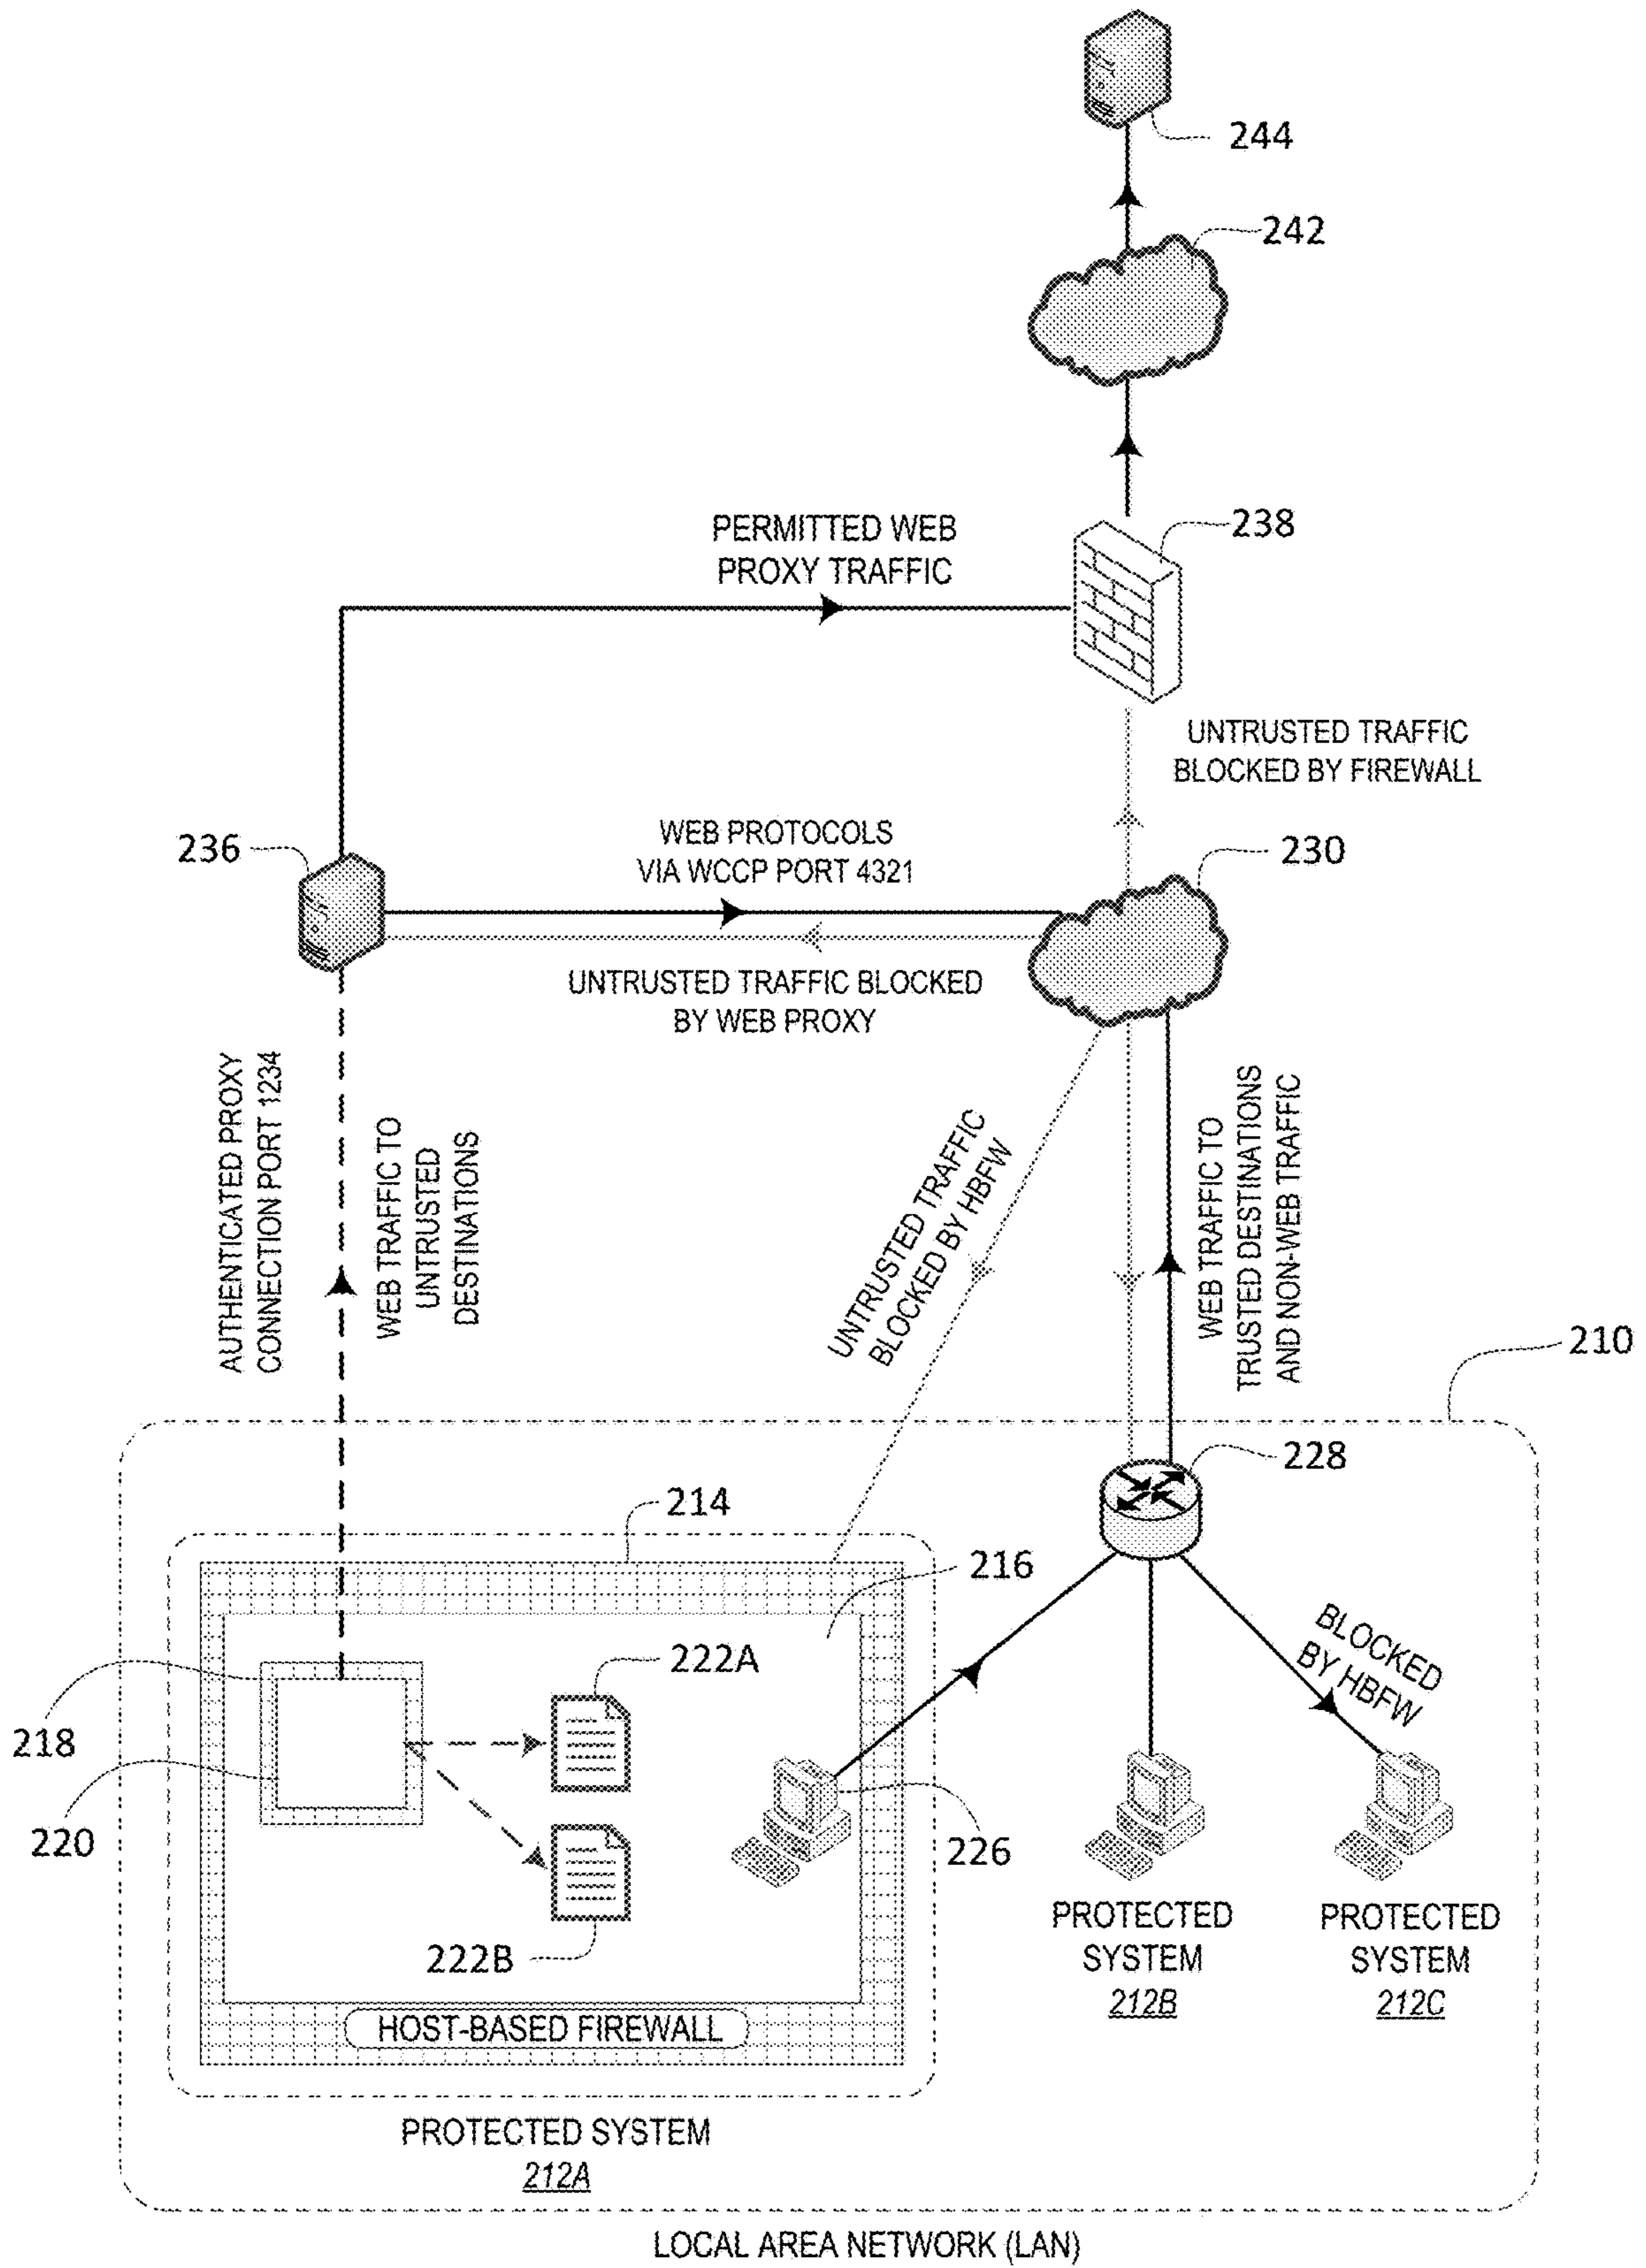 244
242
238
PERMITTED WEB
PROXY TRAFFIC
UNTRUSTED TRAFFIC
BLOCKED BY FIREWALL
236
WEB PROTOCOLS
VIA WCCP PORT 4321
230
UNTRUSTED TRAFFIC BLOCKED
BY WEB PROXY
AUTHENTICATED PROXY
CONNECTION PORT 1234
WEB TRAFFIC TO
UNTRUSTED
DESTINATIONS
UNTRUSTED TRAFFIC
BLOCKED BY HBFW
WEB TRAFFIC TO
TRUSTED DESTINATIONS
AND NON-WEB TRAFFIC
210
228
214
216
222A
BLOCKED
BY HBFW
218
220
226
222B
HOST-BASED FIREWALL
PROTECTED
SYSTEM
212B
PROTECTED
SYSTEM
212C
PROTECTED SYSTEM
212A
LOCAL AREA NETWORK (LAN)